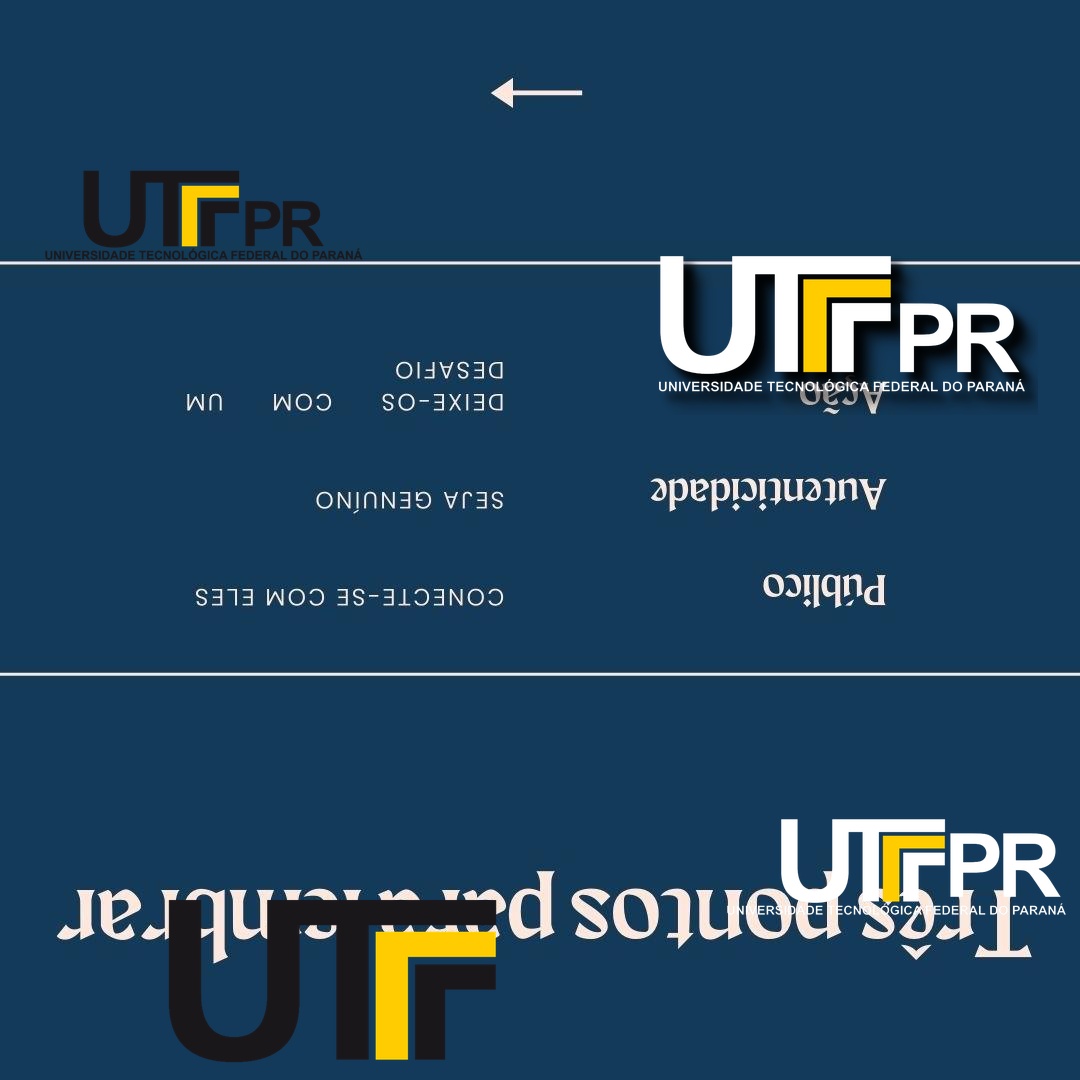 Três pontos para lembrar
Público
CONECTE-SE COM ELES
Autenticidade
SEJA GENUÍNO
Ação
DEIXE-OS COM UM
DESAFIO
UTFPR
UNIVERSIDADE TECNOLÓGICA FEDERAL DO PARANÁ
UTFPR
UNIVERSIDADE TECNOLÓGICA FEDERAL DO PARANÁ
UTFPR
UNIVERSIDADE TECNOLÓGICA FEDERAL DO PARANÁ
UTF